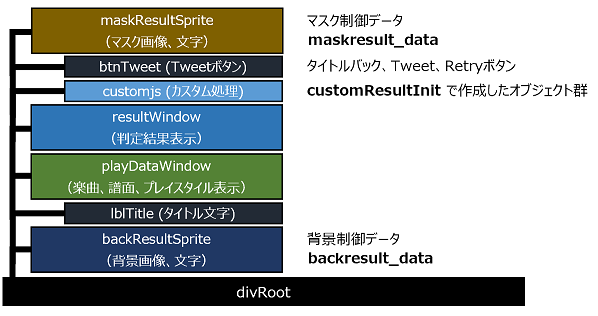 maskResultSprite
（マスク画像、文字）
マスク制御データ
maskresult_data
btnTweet (Tweetボタン)
タイトルバック、Tweet、Retryボタン
customjs (カスタム処理)
customResultInit で作成したオブジェクト群
resultWindow
（判定結果表示）
playDataWindow
（楽曲、譜面、プレイスタイル表示）
lblTitle (タイトル文字)
backResultSprite
（背景画像、文字）
背景制御データ
backresult_data
divRoot